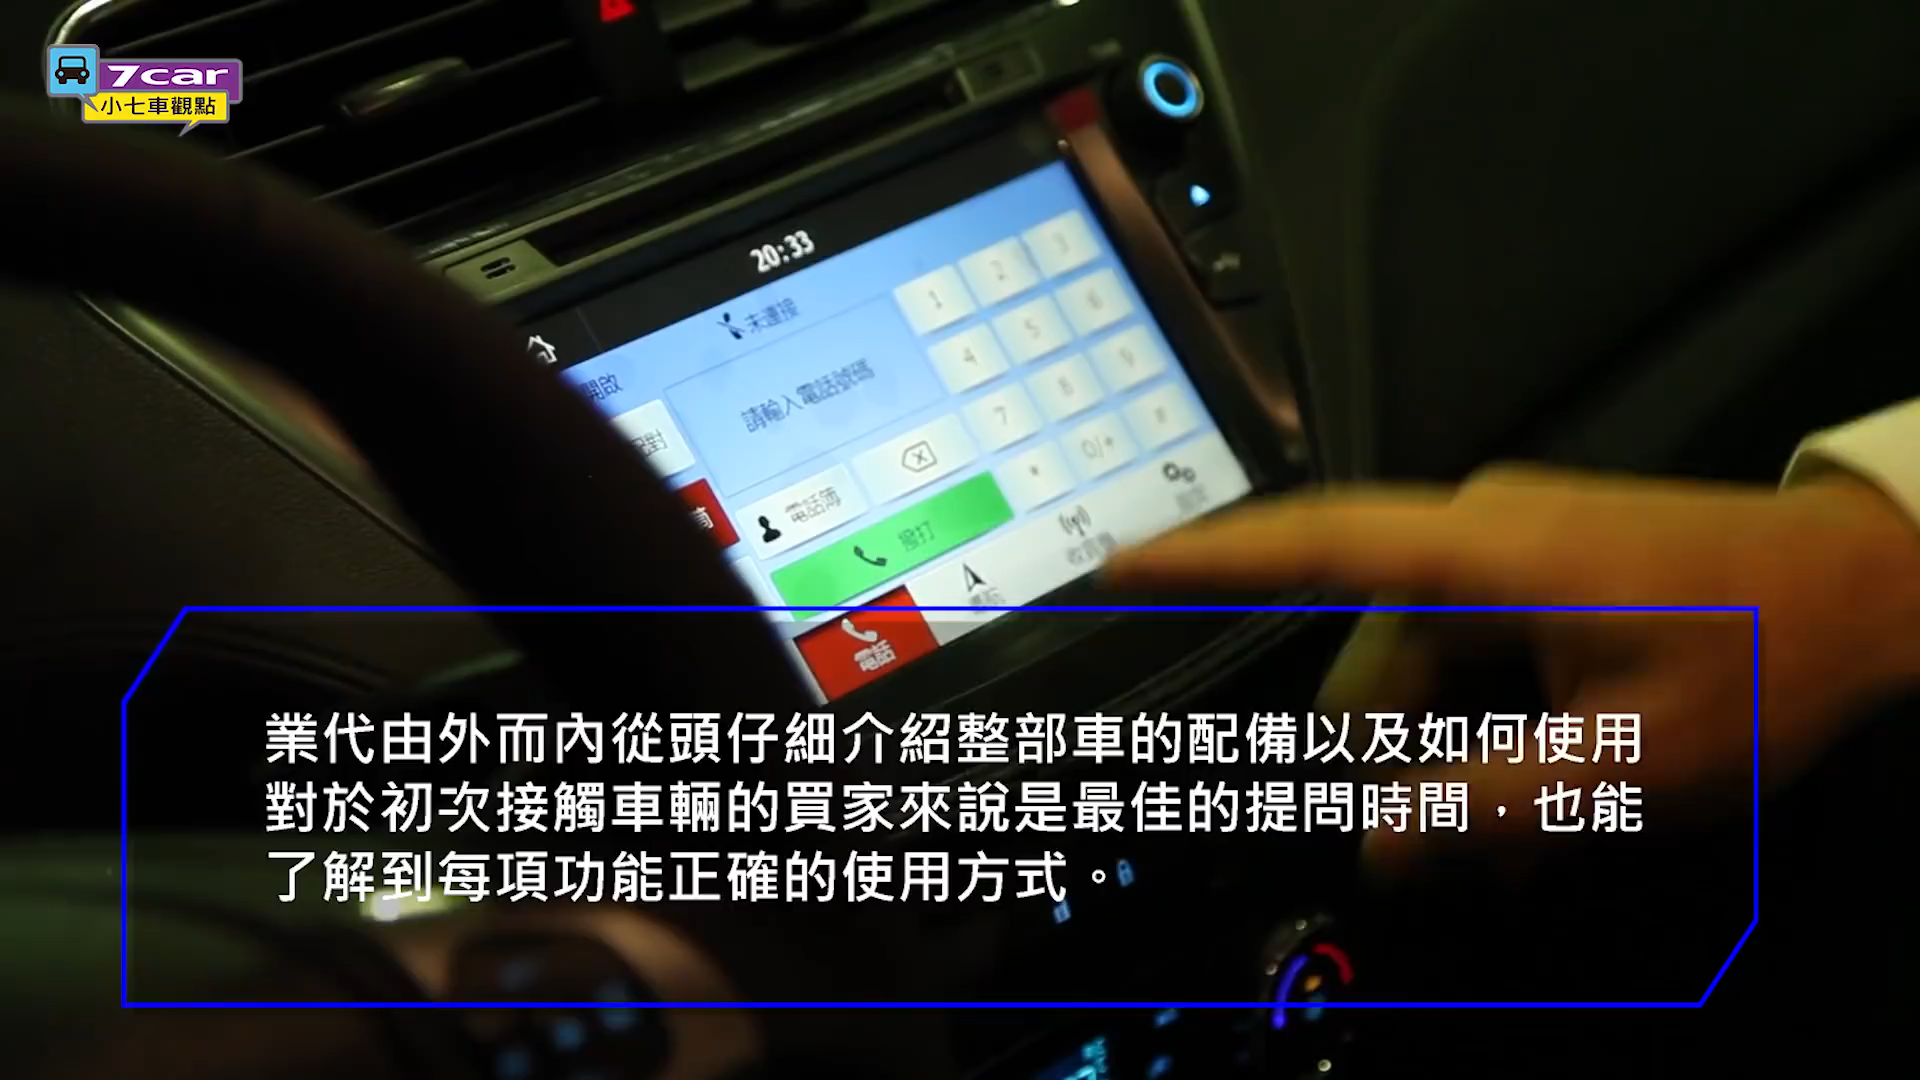 7car
小七車觀點
20:33
未連接
開啟
請輸入電話號碼
1 2 3
4 5 6
7 8 9
* 0/+ #
電話簿
撥打
電話
業代由外而內從頭仔細介紹整部車的配備以及如何使用
對於初次接觸車輛的買家來說是最佳的提問時間，也能
了解到每項功能正確的使用方式。